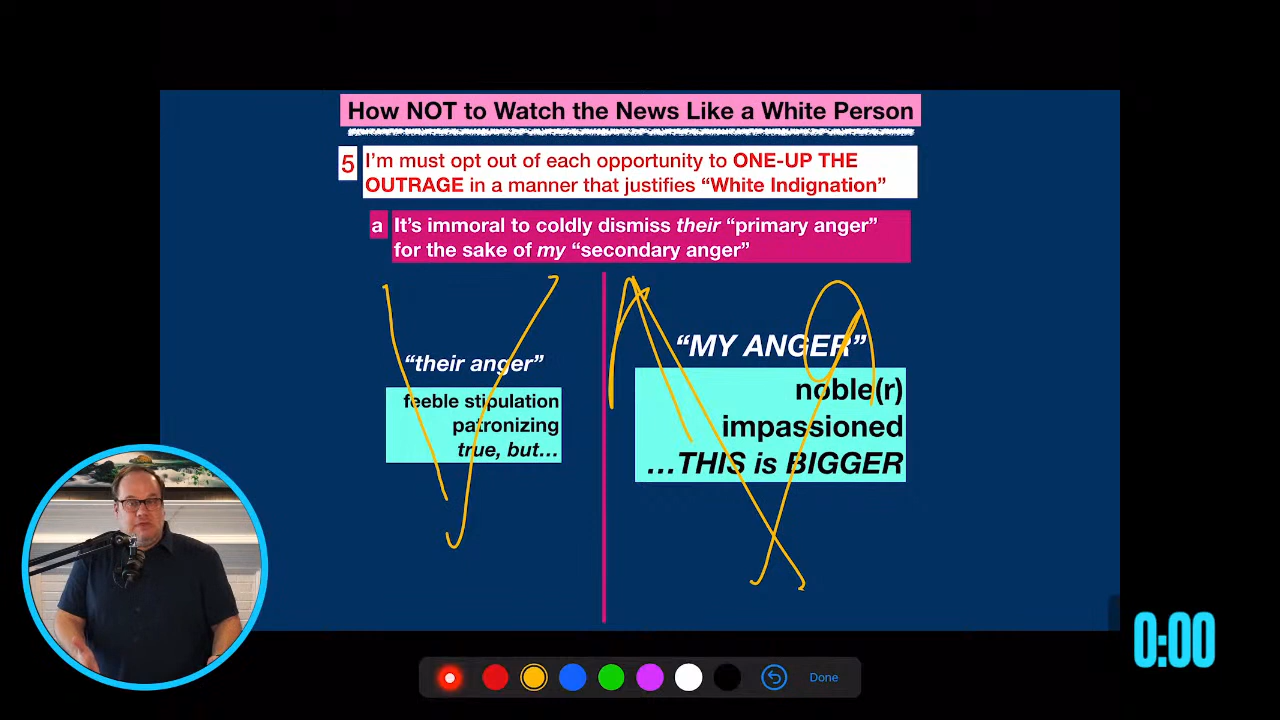 How NOT to Watch the News Like a White Person
5 I'm must opt out of each opportunity to ONE-UP THE
OUTRAGE in a manner that justifies “White Indignation”
a It's immoral to coldly dismiss their “primary anger”
for the sake of my “secondary anger”
“their anger”
feeble stipulation
patronizing
true, but…
“MY ANGER”
noble(r)
impassioned
…THIS is BIGGER
0:00
Done